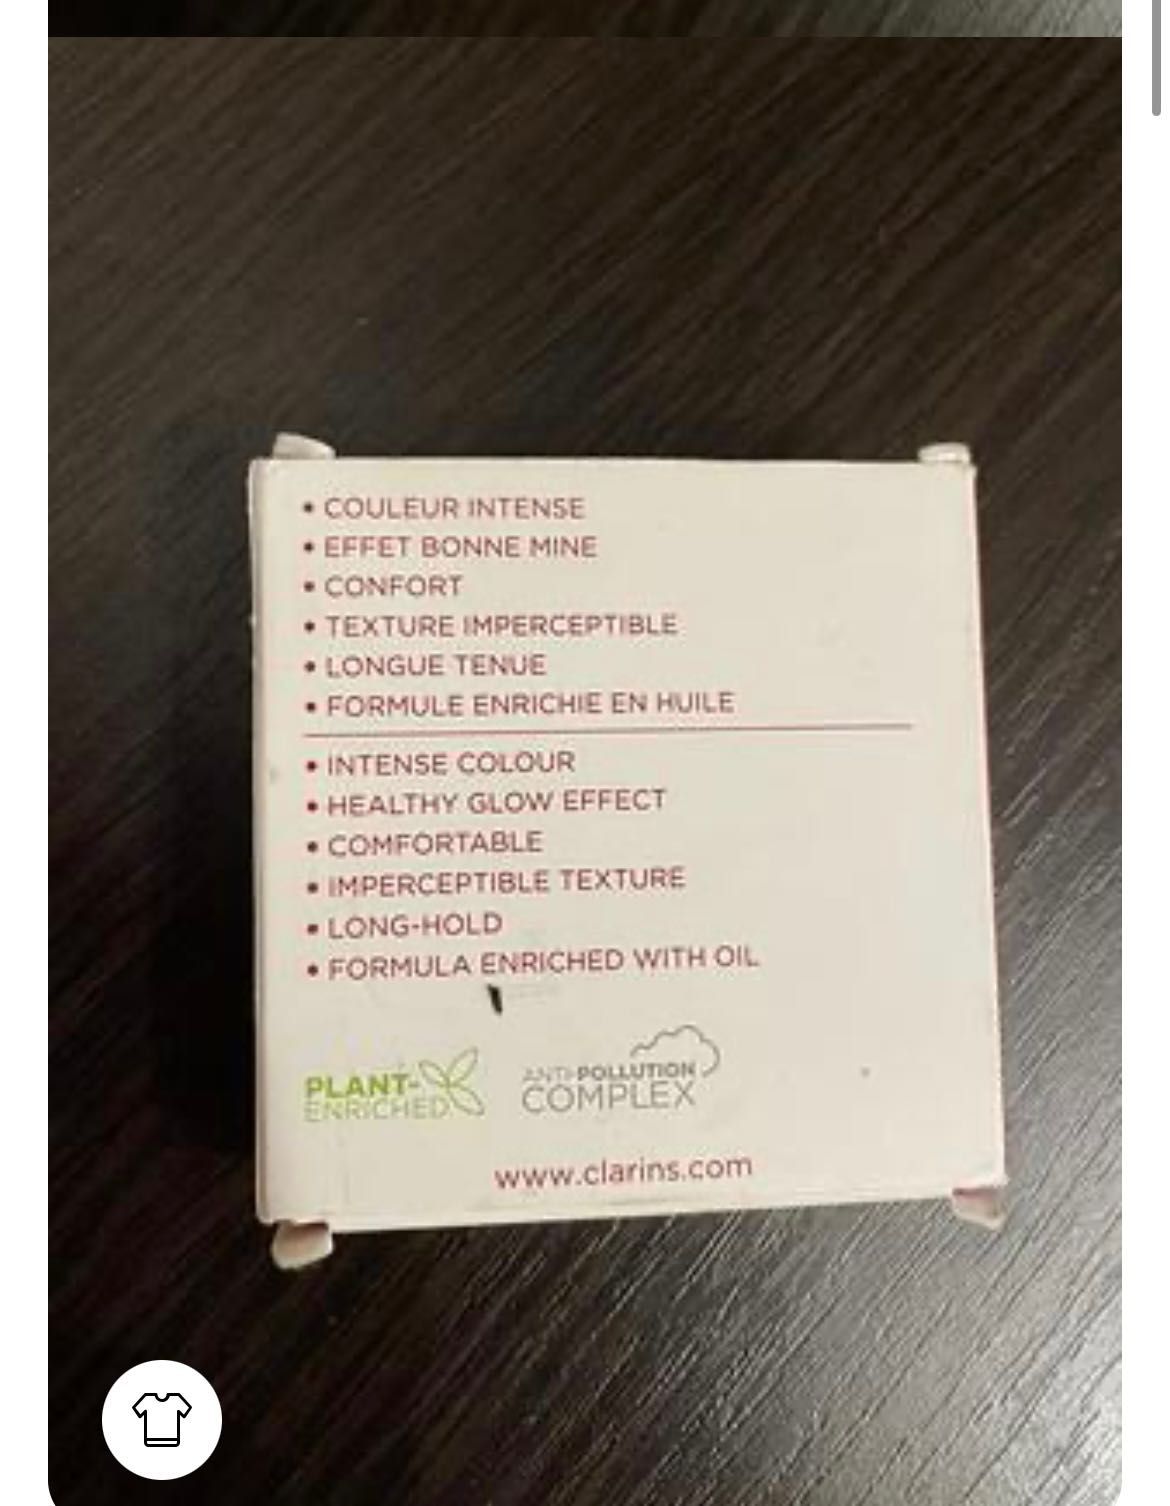 • COULEUR INTENSE
• EFFET BONNE MINE
• CONFORT
• TEXTURE IMPERCEPTIBLE
• LONGUE TENUE
• FORMULE ENRICHIE EN HUILE
• INTENSE COLOUR
• HEALTHY GLOW EFFECT
• COMFORTABLE
• IMPERCEPTIBLE TEXTURE
• LONG-HOLD
• FORMULA ENRICHED WITH OIL
PLANT-
ENRICHED
ANTI-POLLUTION
COMPLEX
www.clarins.com